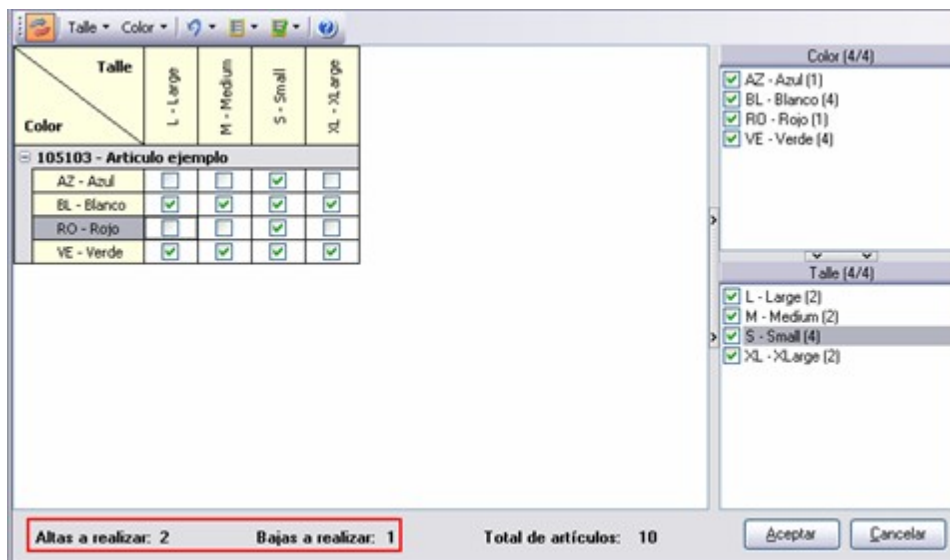 Talle Color
Talle
Color
L - Large
M - Medium
S - Small
XL - XLarge
105103 - Articulo ejemplo
AZ - Azul
BL - Blanco
RO - Rojo
VE - Verde
Color (4/4)
AZ - Azul (1)
BL - Blanco (4)
RO - Rojo (1)
VE - Verde (4)
Talle (4/4)
L - Large (2)
M - Medium (2)
S - Small (4)
XL - XLarge (2)
Altas a realizar: 2 Bajas a realizar: 1 Total de artículos: 10 Aceptar Cancelar